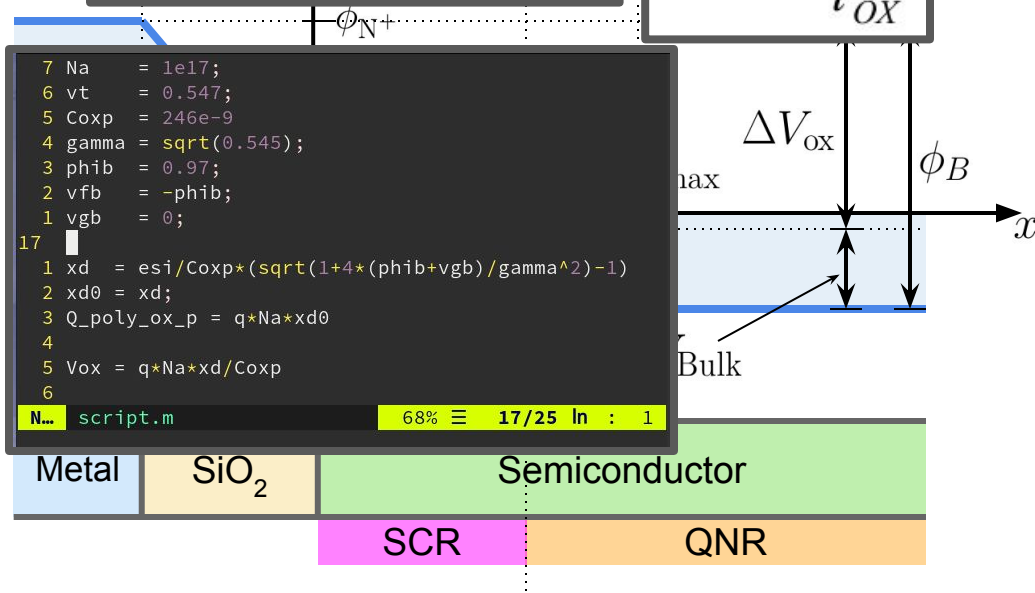 ϕN+
tOX
7 Na     = 1e17;
6 vt     = 0.547;
5 Coxp   = 246e-9
4 gamma = sqrt(0.545);
3 phib   = 0.97;
2 vfb    = -phib;
1 vgb    = 0;
17
1 xd  = esi/Coxp*(sqrt(1+4*(phib+vgb)/gamma^2)-1)
2 xd0 = xd;
3 Q_poly_ox_p = q*Na*xd0
4
5 Vox = q*Na*xd/Coxp
6
N… script.m 68% ☰ 17/25 ln : 1
ΔVox
ϕB
max
x
Bulk
Metal
SiO2
Semiconductor
SCR
QNR